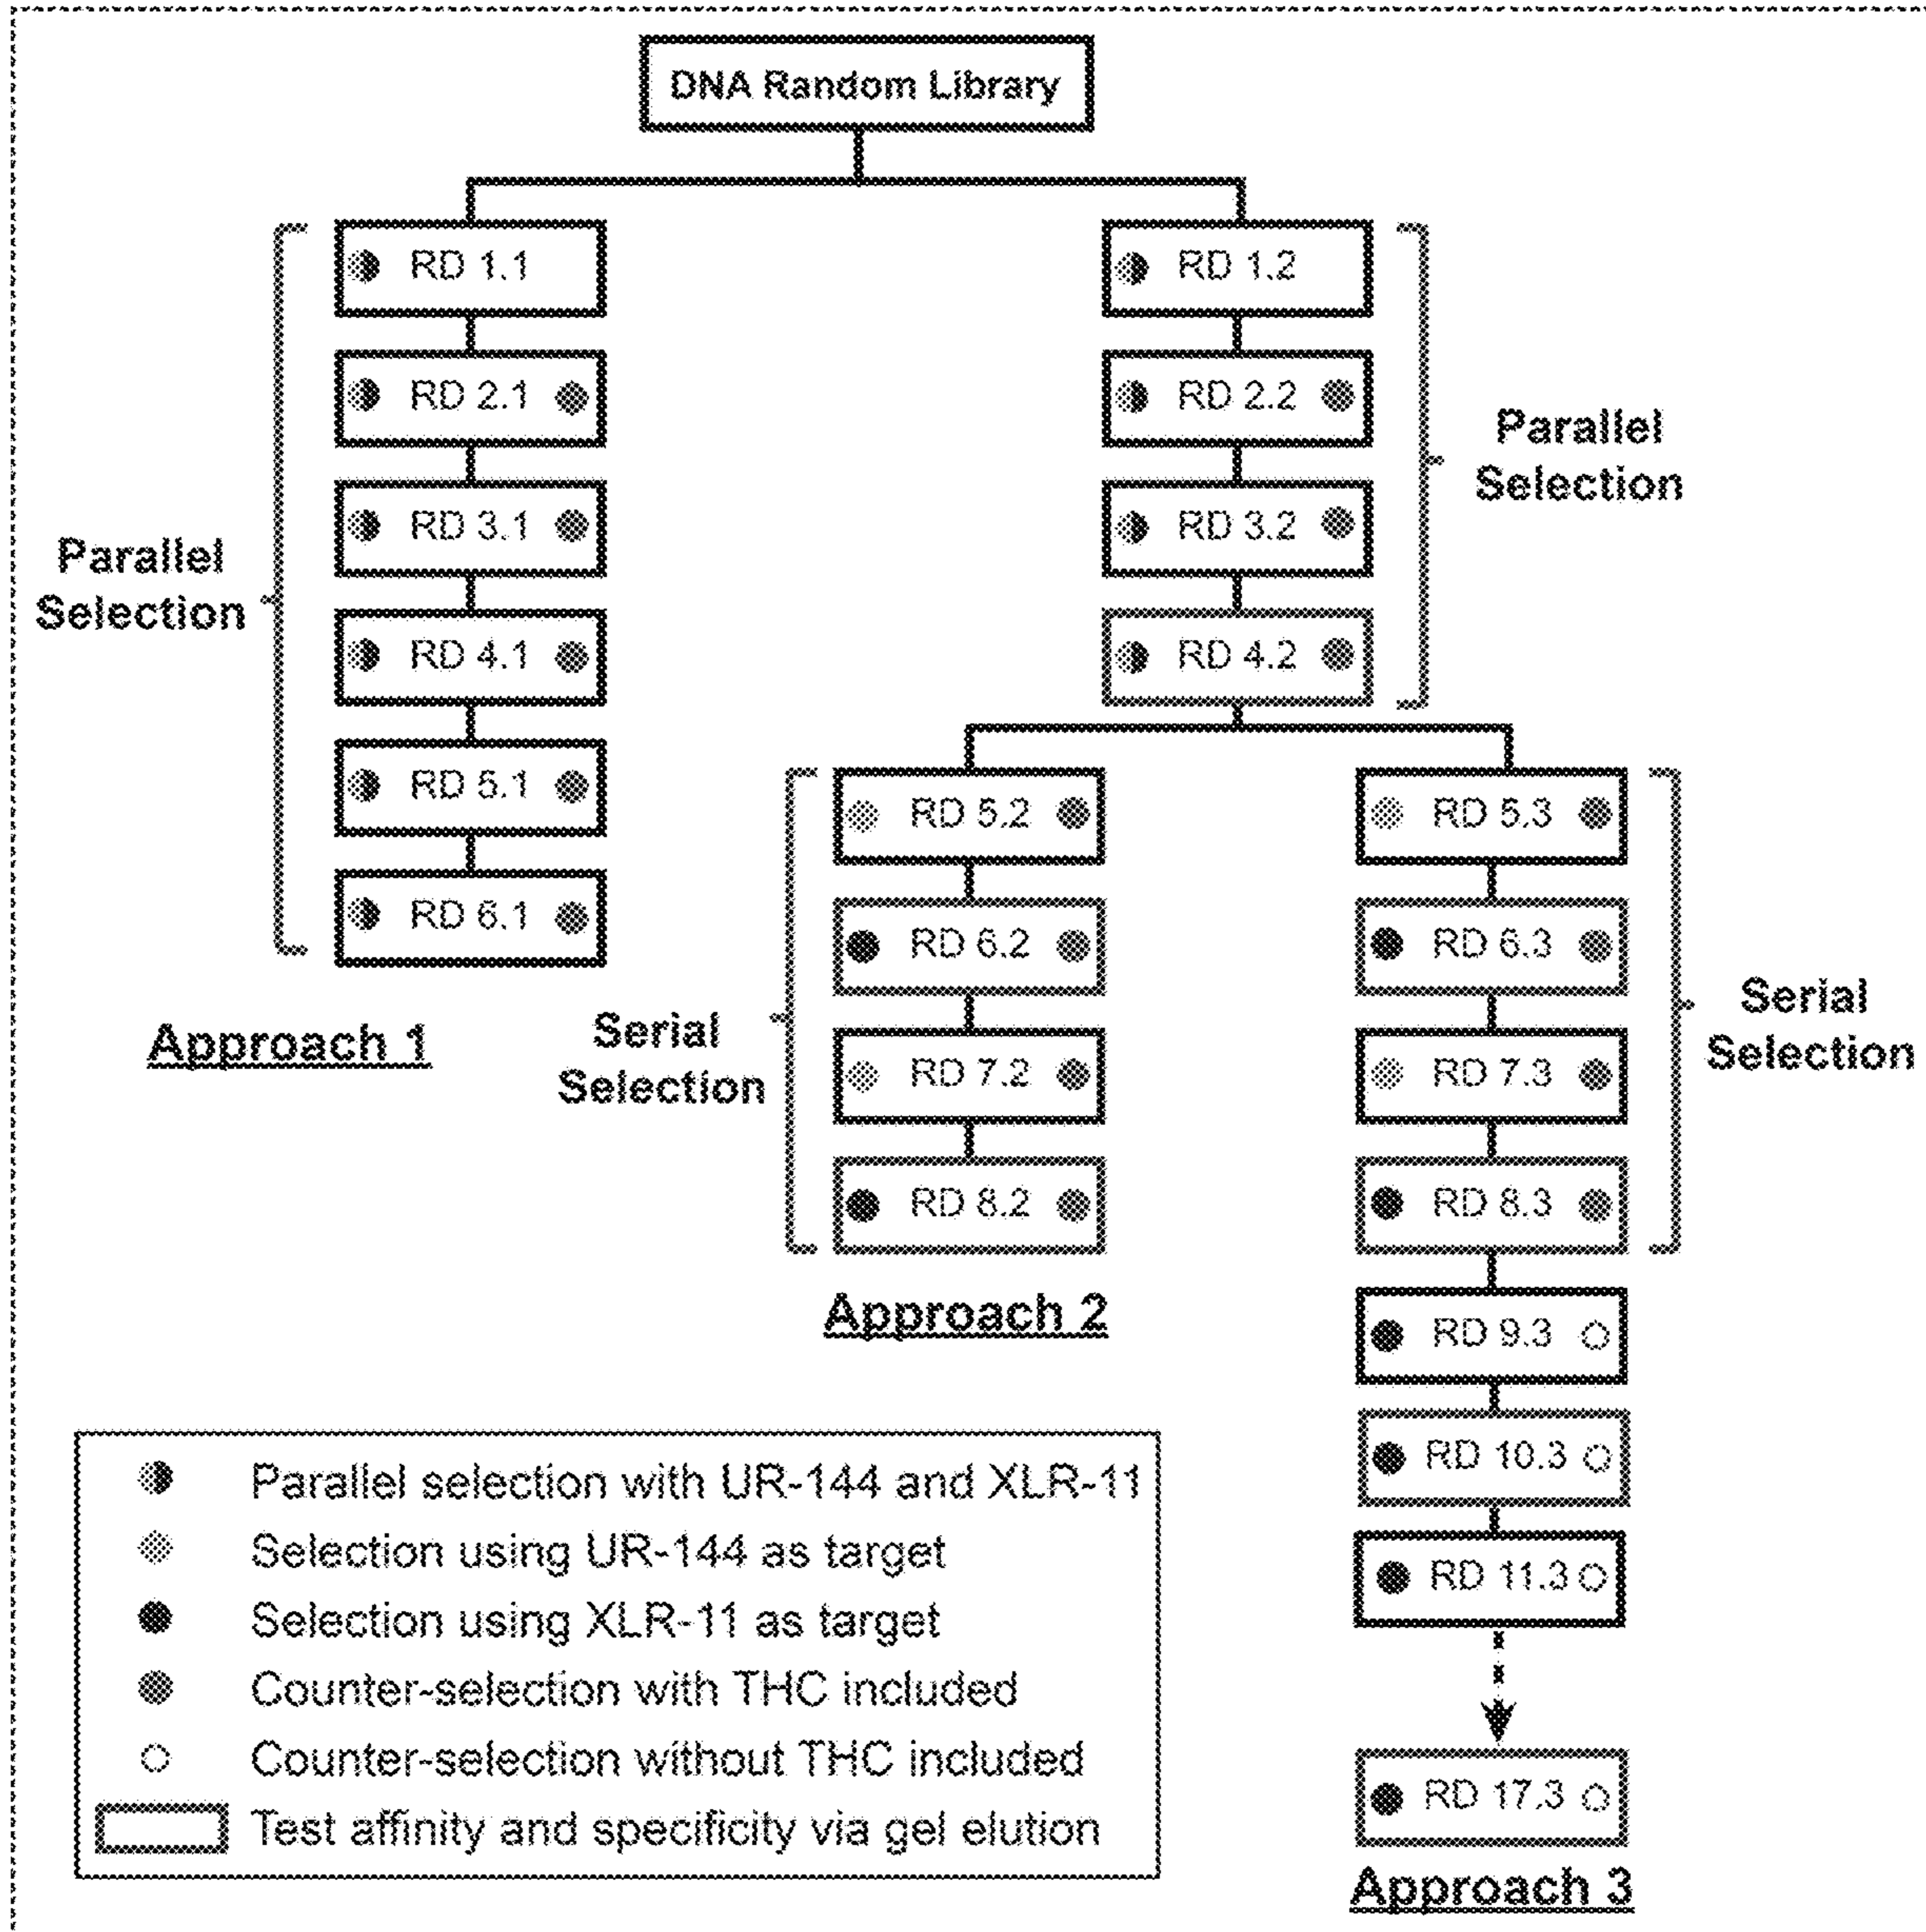 DNA Random Library
RD 1.1
RD 2.1
RD 3.1
RD 4.1
RD 5.1
RD 6.1
Parallel
Selection
Approach 1
RD 1.2
RD 2.2
RD 3.2
RD 4.2
Parallel
Selection
RD 5.2
RD 6.2
RD 7.2
RD 8.2
Serial
Selection
Approach 2
RD 5.3
RD 6.3
RD 7.3
RD 8.3
Serial
Selection
RD 9.3
RD 10.3
RD 11.3
RD 17.3
Approach 3
Parallel selection with UR-144 and XLR-11
Selection using UR-144 as target
Selection using XLR-11 as target
Counter-selection with THC included
Counter-selection without THC included
Test affinity and specificity via gel elution